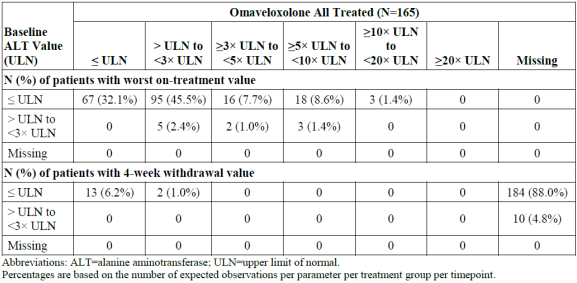 Omaveloxolone All Treated (N=165)
Baseline ALT Value (ULN) | ≤ ULN | > ULN to <3× ULN | ≥3× ULN to <5× ULN | ≥5× ULN to <10× ULN | ≥10× ULN to <20× ULN | ≥20× ULN | Missing
N (%) of patients with worst on-treatment value
≤ ULN | 67 (32.1%) | 95 (45.5%) | 16 (7.7%) | 18 (8.6%) | 3 (1.4%) | 0 | 0
> ULN to <3× ULN | 0 | 5 (2.4%) | 2 (1.0%) | 3 (1.4%) | 0 | 0 | 0
Missing | 0 | 0 | 0 | 0 | 0 | 0 | 0
N (%) of patients with 4-week withdrawal value
≤ ULN | 13 (6.2%) | 2 (1.0%) | 0 | 0 | 0 | 0 | 184 (88.0%)
> ULN to <3× ULN | 0 | 0 | 0 | 0 | 0 | 0 | 10 (4.8%)
Missing | 0 | 0 | 0 | 0 | 0 | 0 | 0
Abbreviations: ALT=alanine aminotransferase; ULN=upper limit of normal.
Percentages are based on the number of expected observations per parameter per treatment group per timepoint.